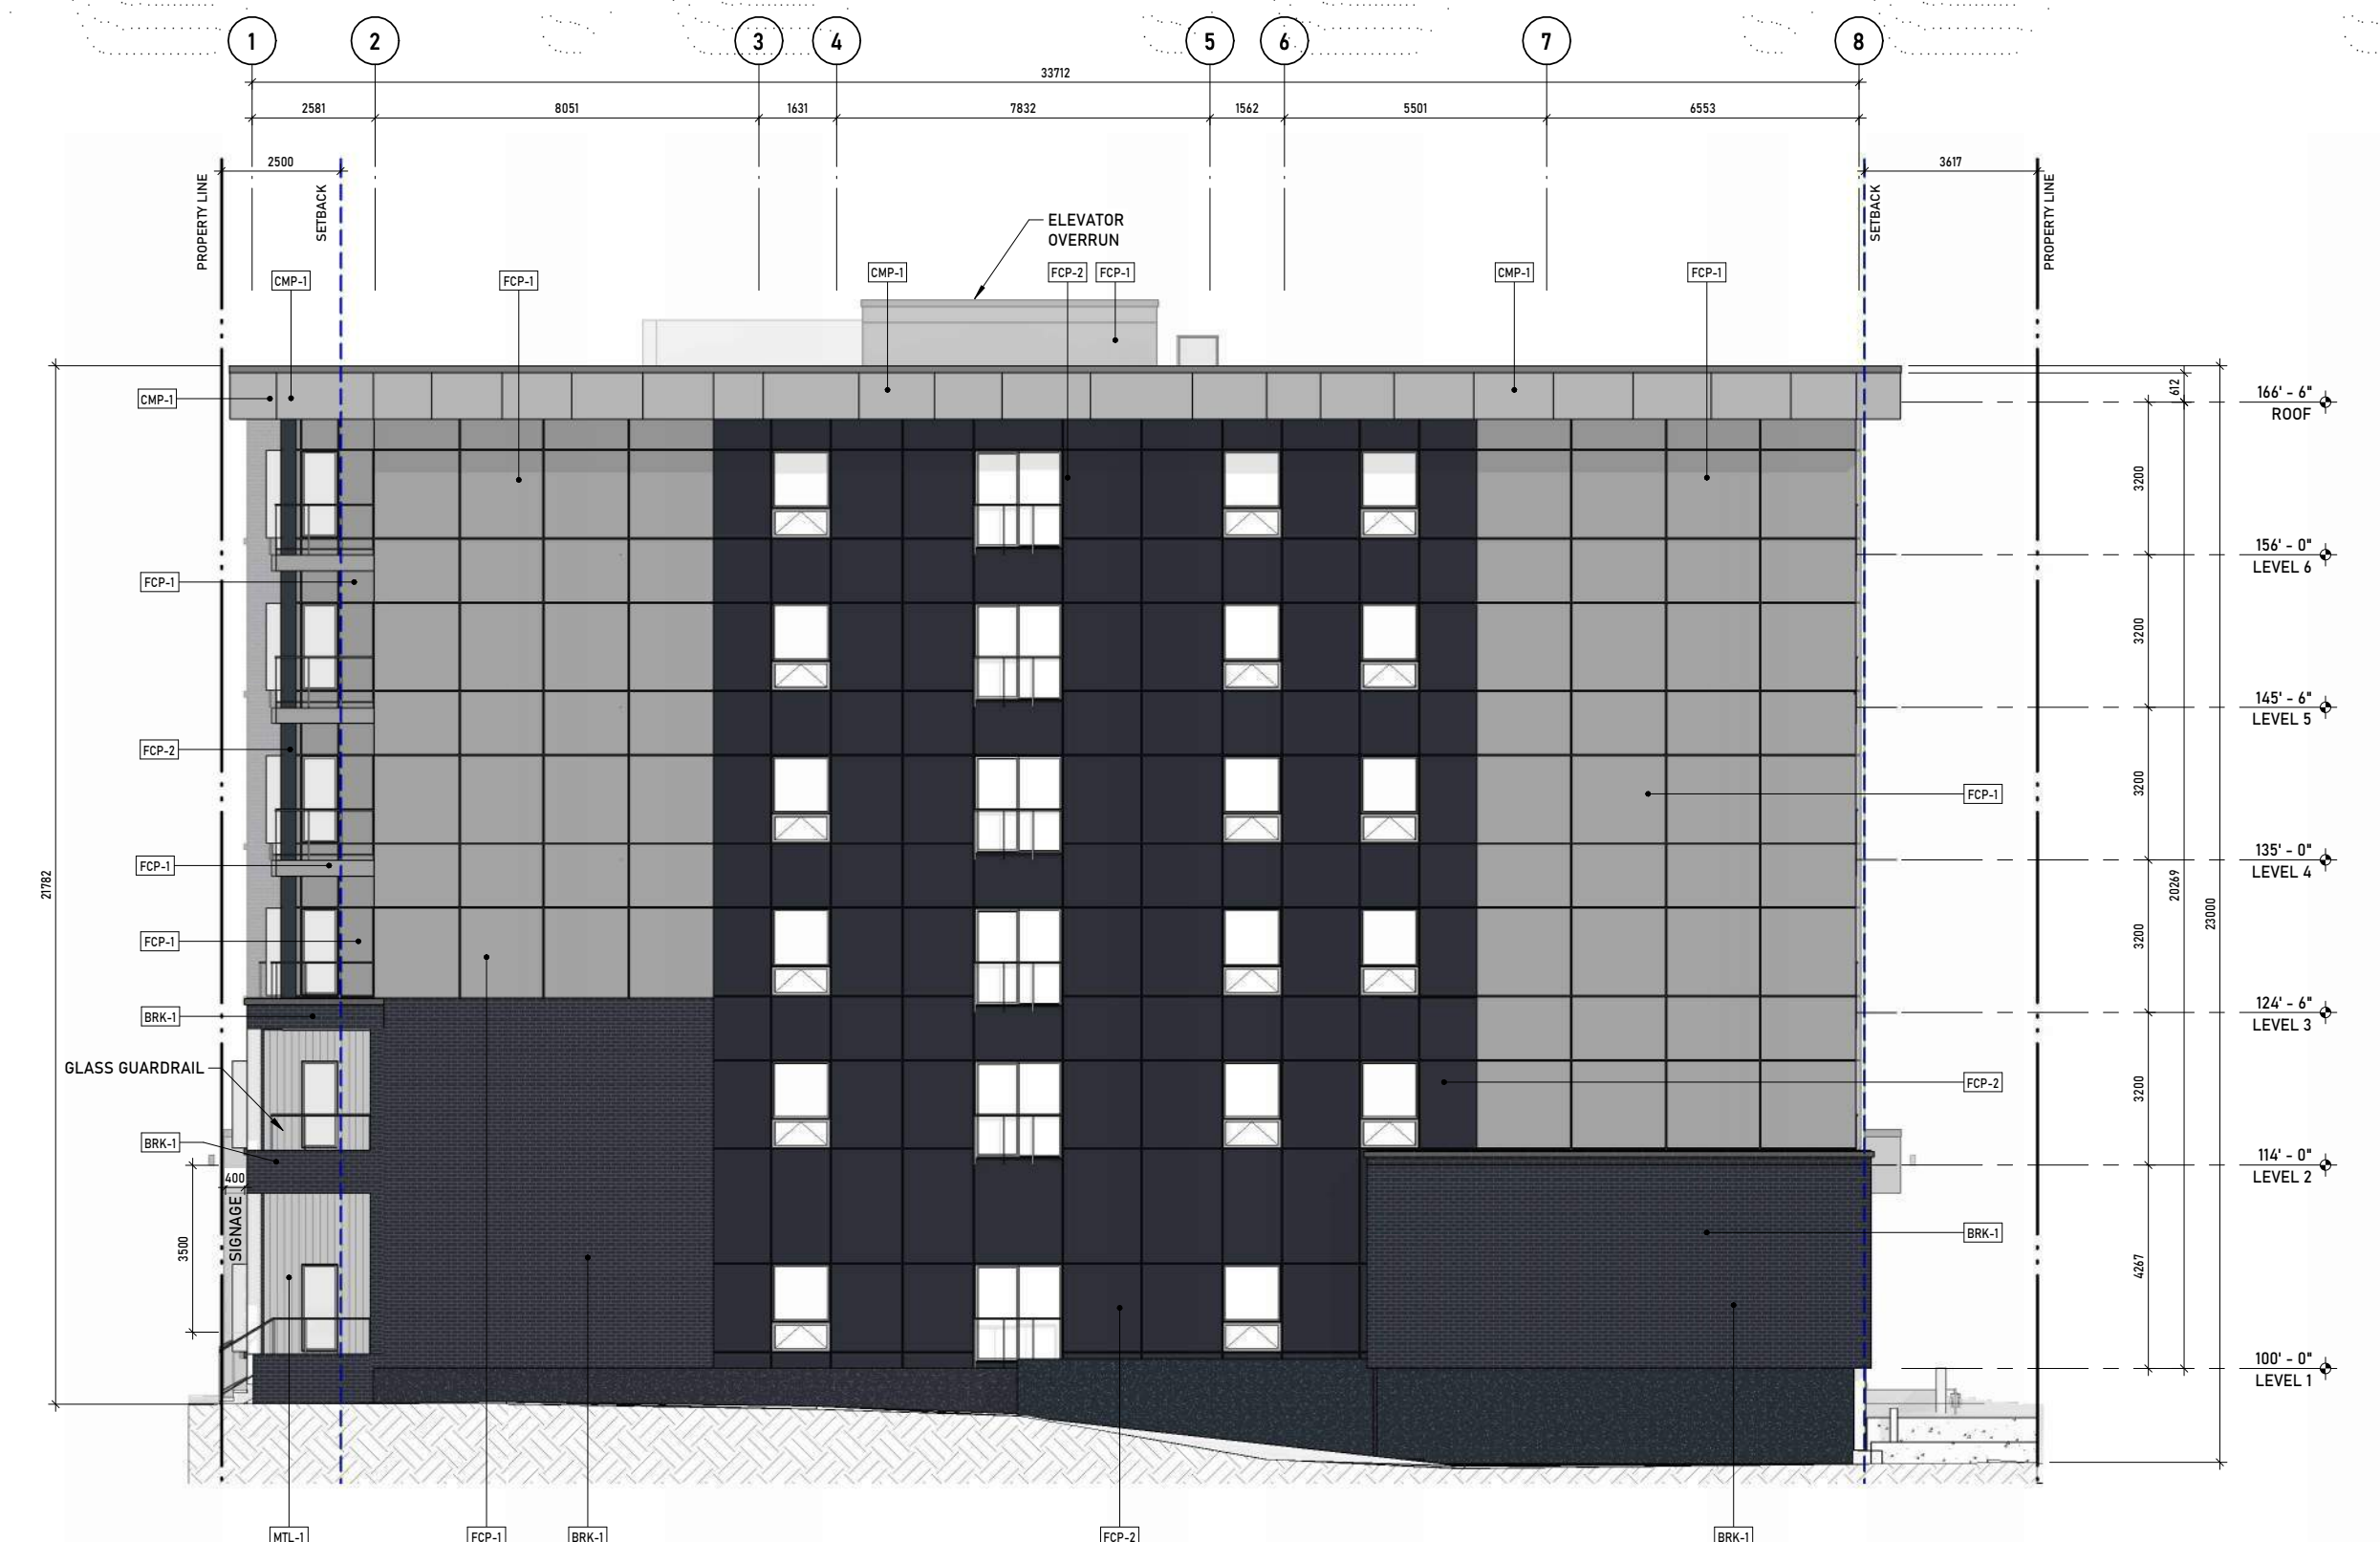 1 2 3 4 5 6 7 8
33712
2581 8051 1631 7832 1562 5501 6553
2500 3617
PROPERTY LINE
SETBACK
SETBACK
PROPERTY LINE
ELEVATOR
OVERRUN
CMP-1 FCP-1 CMP-1 FCP-2 FCP-1 CMP-1 FCP-1
CMP-1
612
166' - 6"
ROOF
3200
156' - 0"
LEVEL 6
FCP-1
3200
145' - 6"
LEVEL 5
FCP-2
3200
FCP-1
135' - 0"
LEVEL 4
FCP-1
21782
20269
23000
FCP-1
3200
124' - 6"
LEVEL 3
BRK-1
GLASS GUARDRAIL
FCP-2
3200
BRK-1
114' - 0"
LEVEL 2
400
SIGNAGE
3500
BRK-1
4267
100' - 0"
LEVEL 1
MTL-1 FCP-1 BRK-1 FCP-2 BRK-1